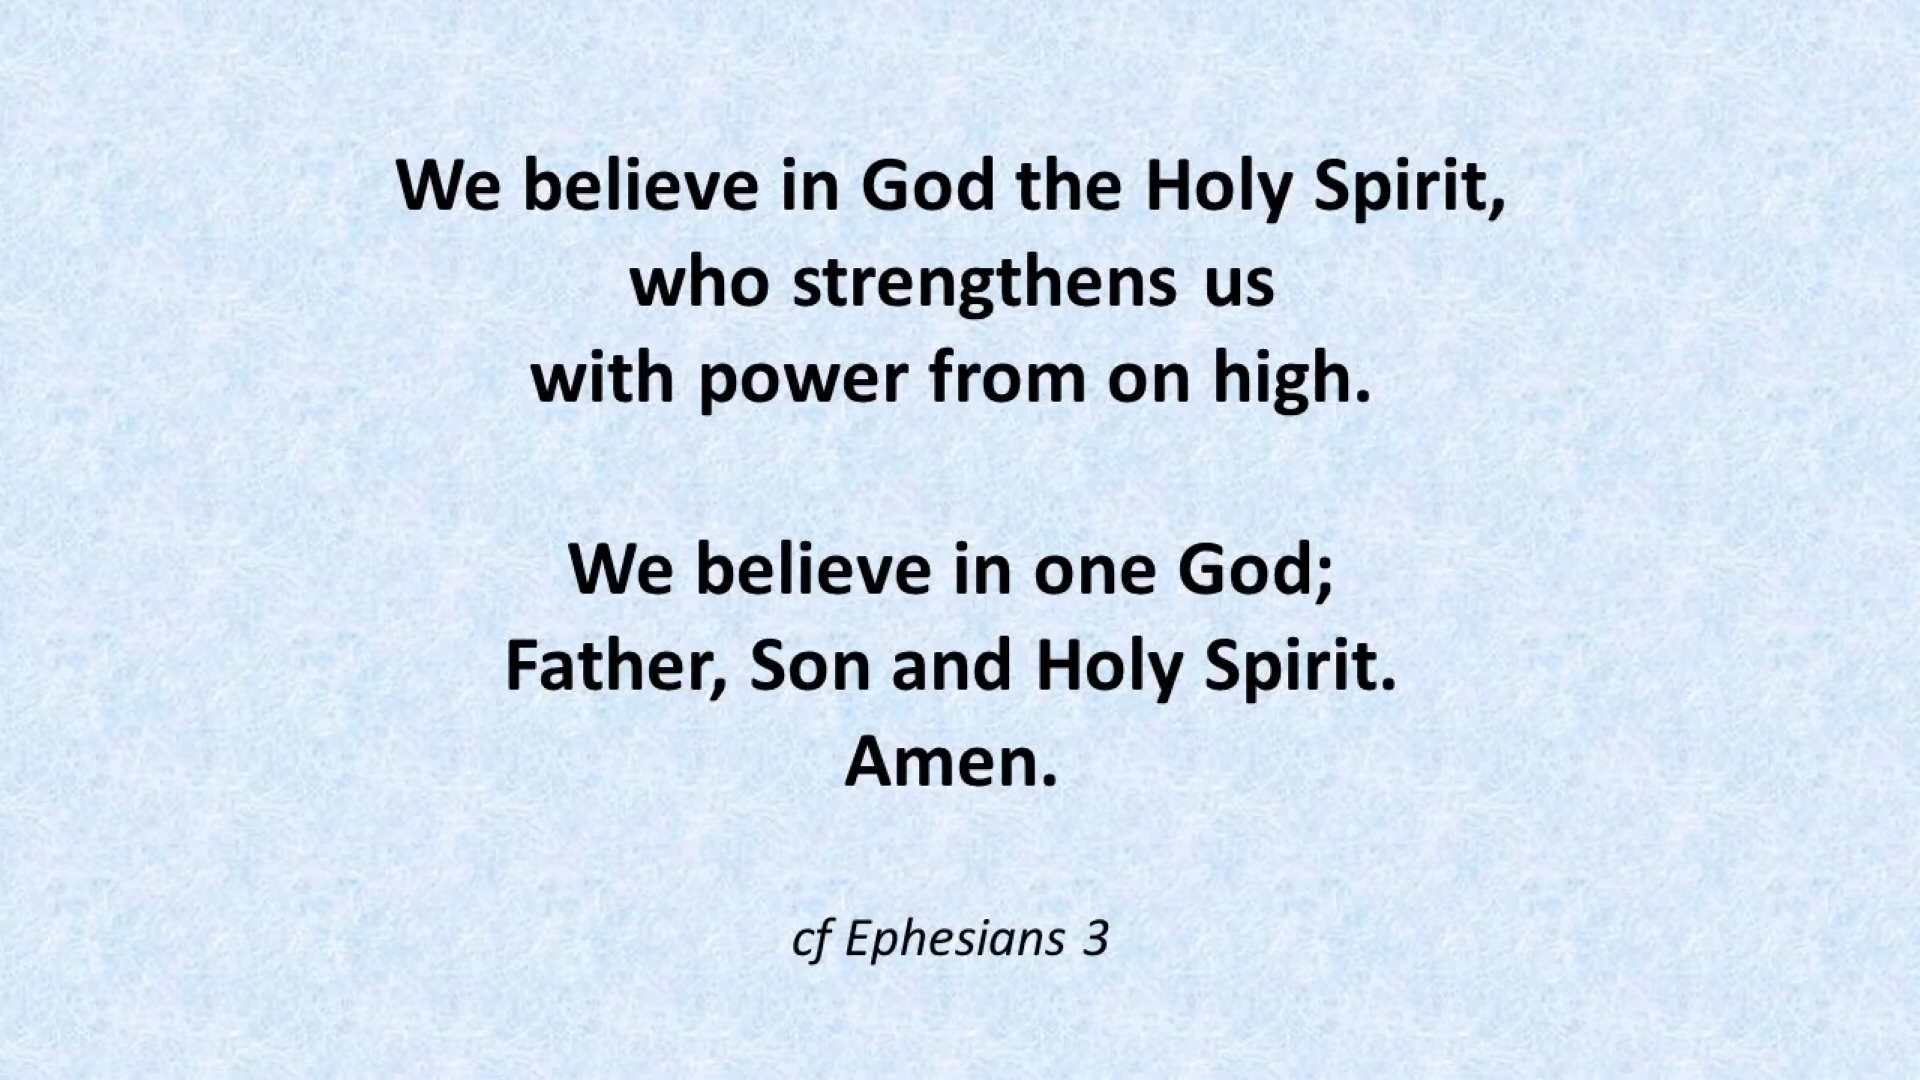 We believe in God the Holy Spirit,
who strengthens us
with power from on high.
We believe in one God;
Father, Son and Holy Spirit.
Amen.
cf Ephesians 3